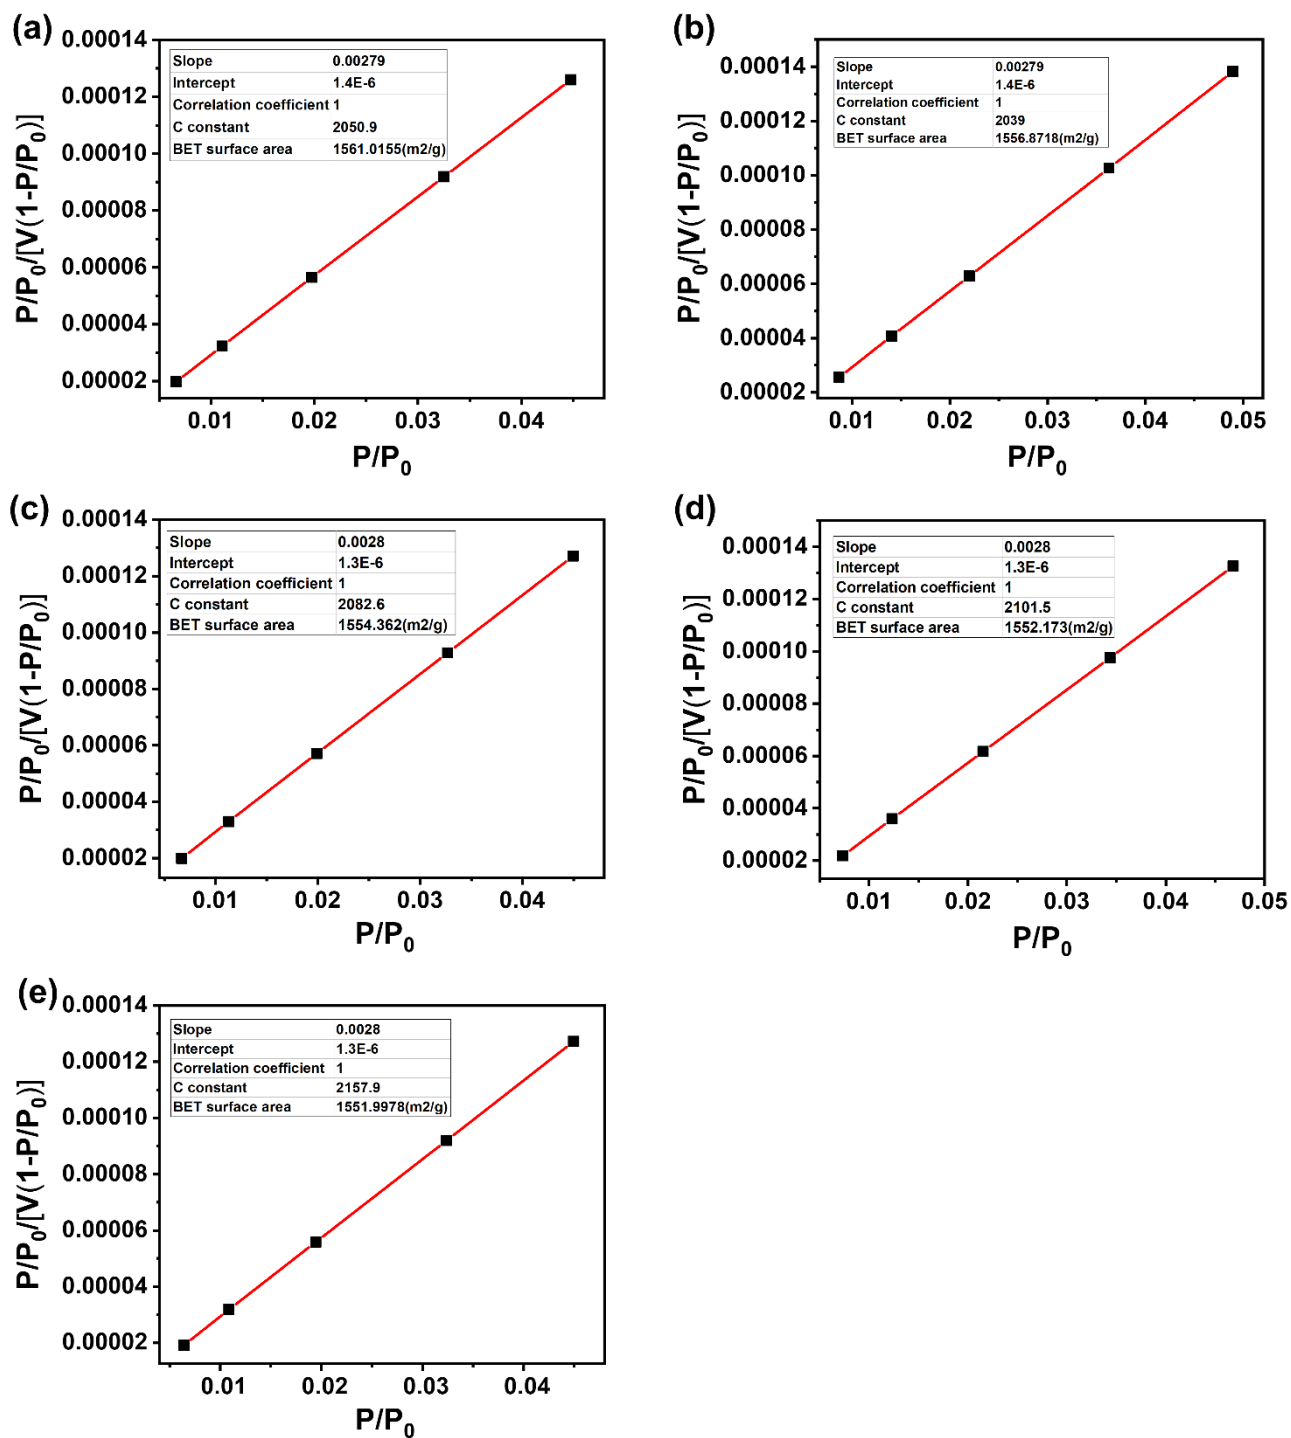 (a)
P/P0/[V(1-P/P0)]
0.00014
0.00012
0.00010
0.00008
0.00006
0.00004
0.00002
Slope 0.00279
Intercept 1.4E-6
Correlation coefficient 1
C constant 2050.9
BET surface area 1561.0155(m2/g)
0.01 0.02 0.03 0.04
P/P0
(b)
P/P0/[V(1-P/P0)]
0.00014
0.00012
0.00010
0.00008
0.00006
0.00004
0.00002
Slope 0.00279
Intercept 1.4E-6
Correlation coefficient 1
C constant 2039
BET surface area 1556.8718(m2/g)
0.01 0.02 0.03 0.04 0.05
P/P0
(c)
P/P0/[V(1-P/P0)]
0.00014
0.00012
0.00010
0.00008
0.00006
0.00004
0.00002
Slope 0.0028
Intercept 1.3E-6
Correlation coefficient 1
C constant 2082.6
BET surface area 1554.362(m2/g)
0.01 0.02 0.03 0.04
P/P0
(d)
P/P0/[V(1-P/P0)]
0.00014
0.00012
0.00010
0.00008
0.00006
0.00004
0.00002
Slope 0.0028
Intercept 1.3E-6
Correlation coefficient 1
C constant 2101.5
BET surface area 1552.173(m2/g)
0.01 0.02 0.03 0.04 0.05
P/P0
(e)
P/P0/[V(1-P/P0)]
0.00014
0.00012
0.00010
0.00008
0.00006
0.00004
0.00002
Slope 0.0028
Intercept 1.3E-6
Correlation coefficient 1
C constant 2157.9
BET surface area 1551.9978(m2/g)
0.01 0.02 0.03 0.04
P/P0